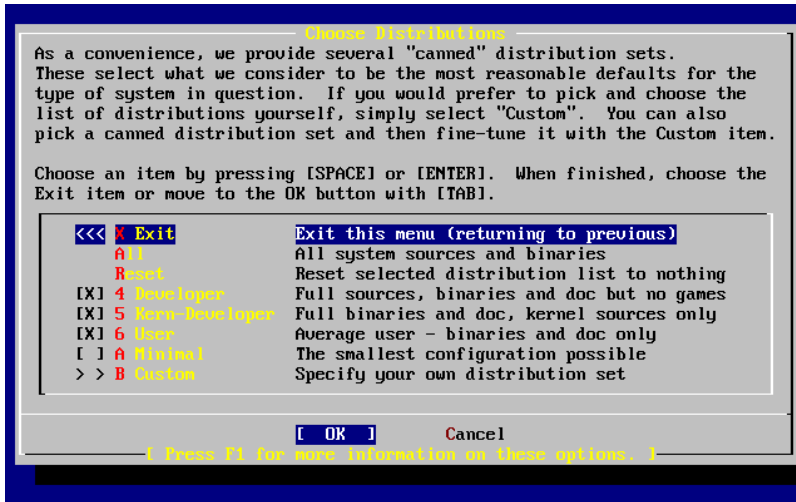 Choose Distributions
As a convenience, we provide several "canned" distribution sets.
These select what we consider to be the most reasonable defaults for the
type of system in question.  If you would prefer to pick and choose the
list of distributions yourself, simply select "Custom".  You can also
pick a canned distribution set and then fine-tune it with the Custom item.
Choose an item by pressing [SPACE] or [ENTER].  When finished, choose the
Exit item or move to the OK button with [TAB].
<<< X Exit Exit this menu (returning to previous)
All All system sources and binaries
Reset Reset selected distribution list to nothing
[X] 4 Developer Full sources, binaries and doc but no games
[X] 5 Kern-Developer Full binaries and doc, kernel sources only
[X] 6 User Average user - binaries and doc only
[ ] A Minimal The smallest configuration possible
> > B Custom Specify your own distribution set
[ OK ] Cancel
[ Press F1 for more information on these options. ]